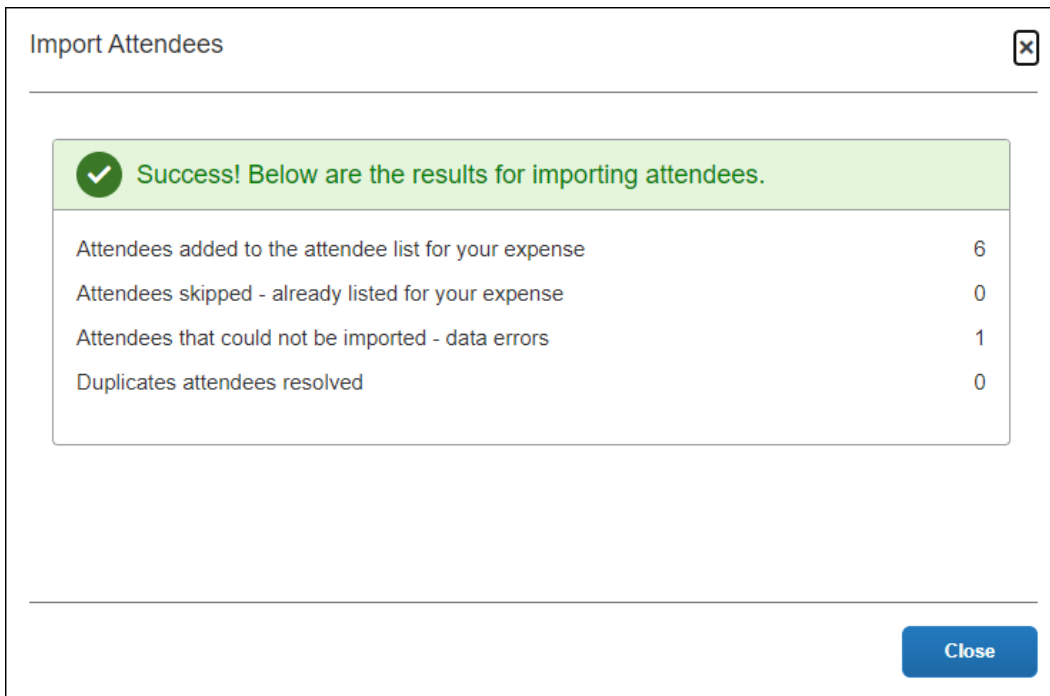 Import Attendees
Success! Below are the results for importing attendees.
Attendees added to the attendee list for your expense 6
Attendees skipped - already listed for your expense 0
Attendees that could not be imported - data errors 1
Duplicates attendees resolved 0
Close